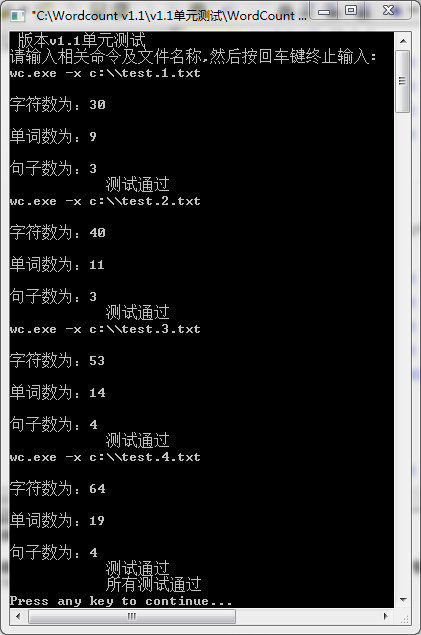 "C:\Wordcount v1.1\v1.1单元测试\WordCount ...
版本v1.1单元测试
请输入相关命令及文件名称,然后按回车键终止输入:
wc.exe -x c:\\test.1.txt
字符数为: 30
单词数为: 9
句子数为: 3
测试通过
wc.exe -x c:\\test.2.txt
字符数为: 40
单词数为: 11
句子数为: 3
测试通过
wc.exe -x c:\\test.3.txt
字符数为: 53
单词数为: 14
句子数为: 4
测试通过
wc.exe -x c:\\test.4.txt
字符数为: 64
单词数为: 19
句子数为: 4
测试通过
所有测试通过
Press any key to continue...